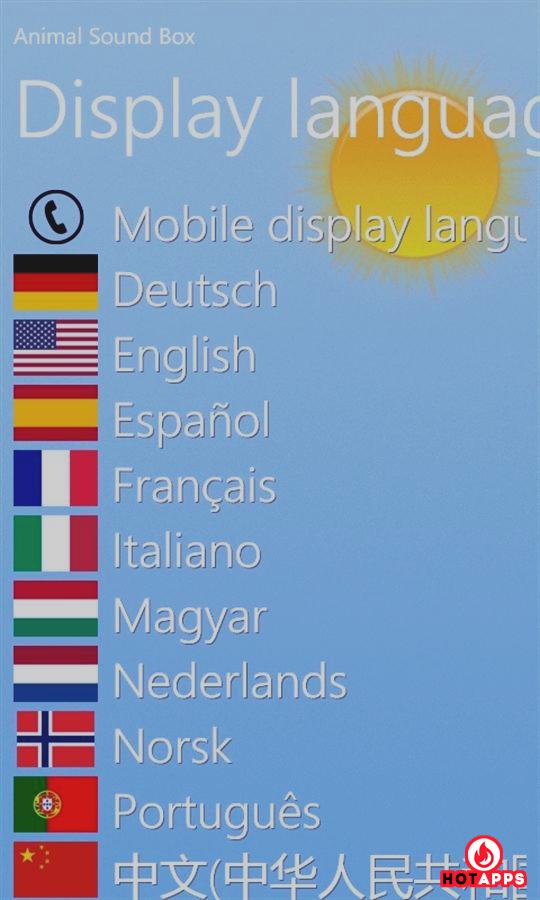 Animal Sound Box
Display languag
Mobile display langu
Deutsch
English
Español
Français
Italiano
Magyar
Nederlands
Norsk
Português
中文(中华人民共
HOTAPPS